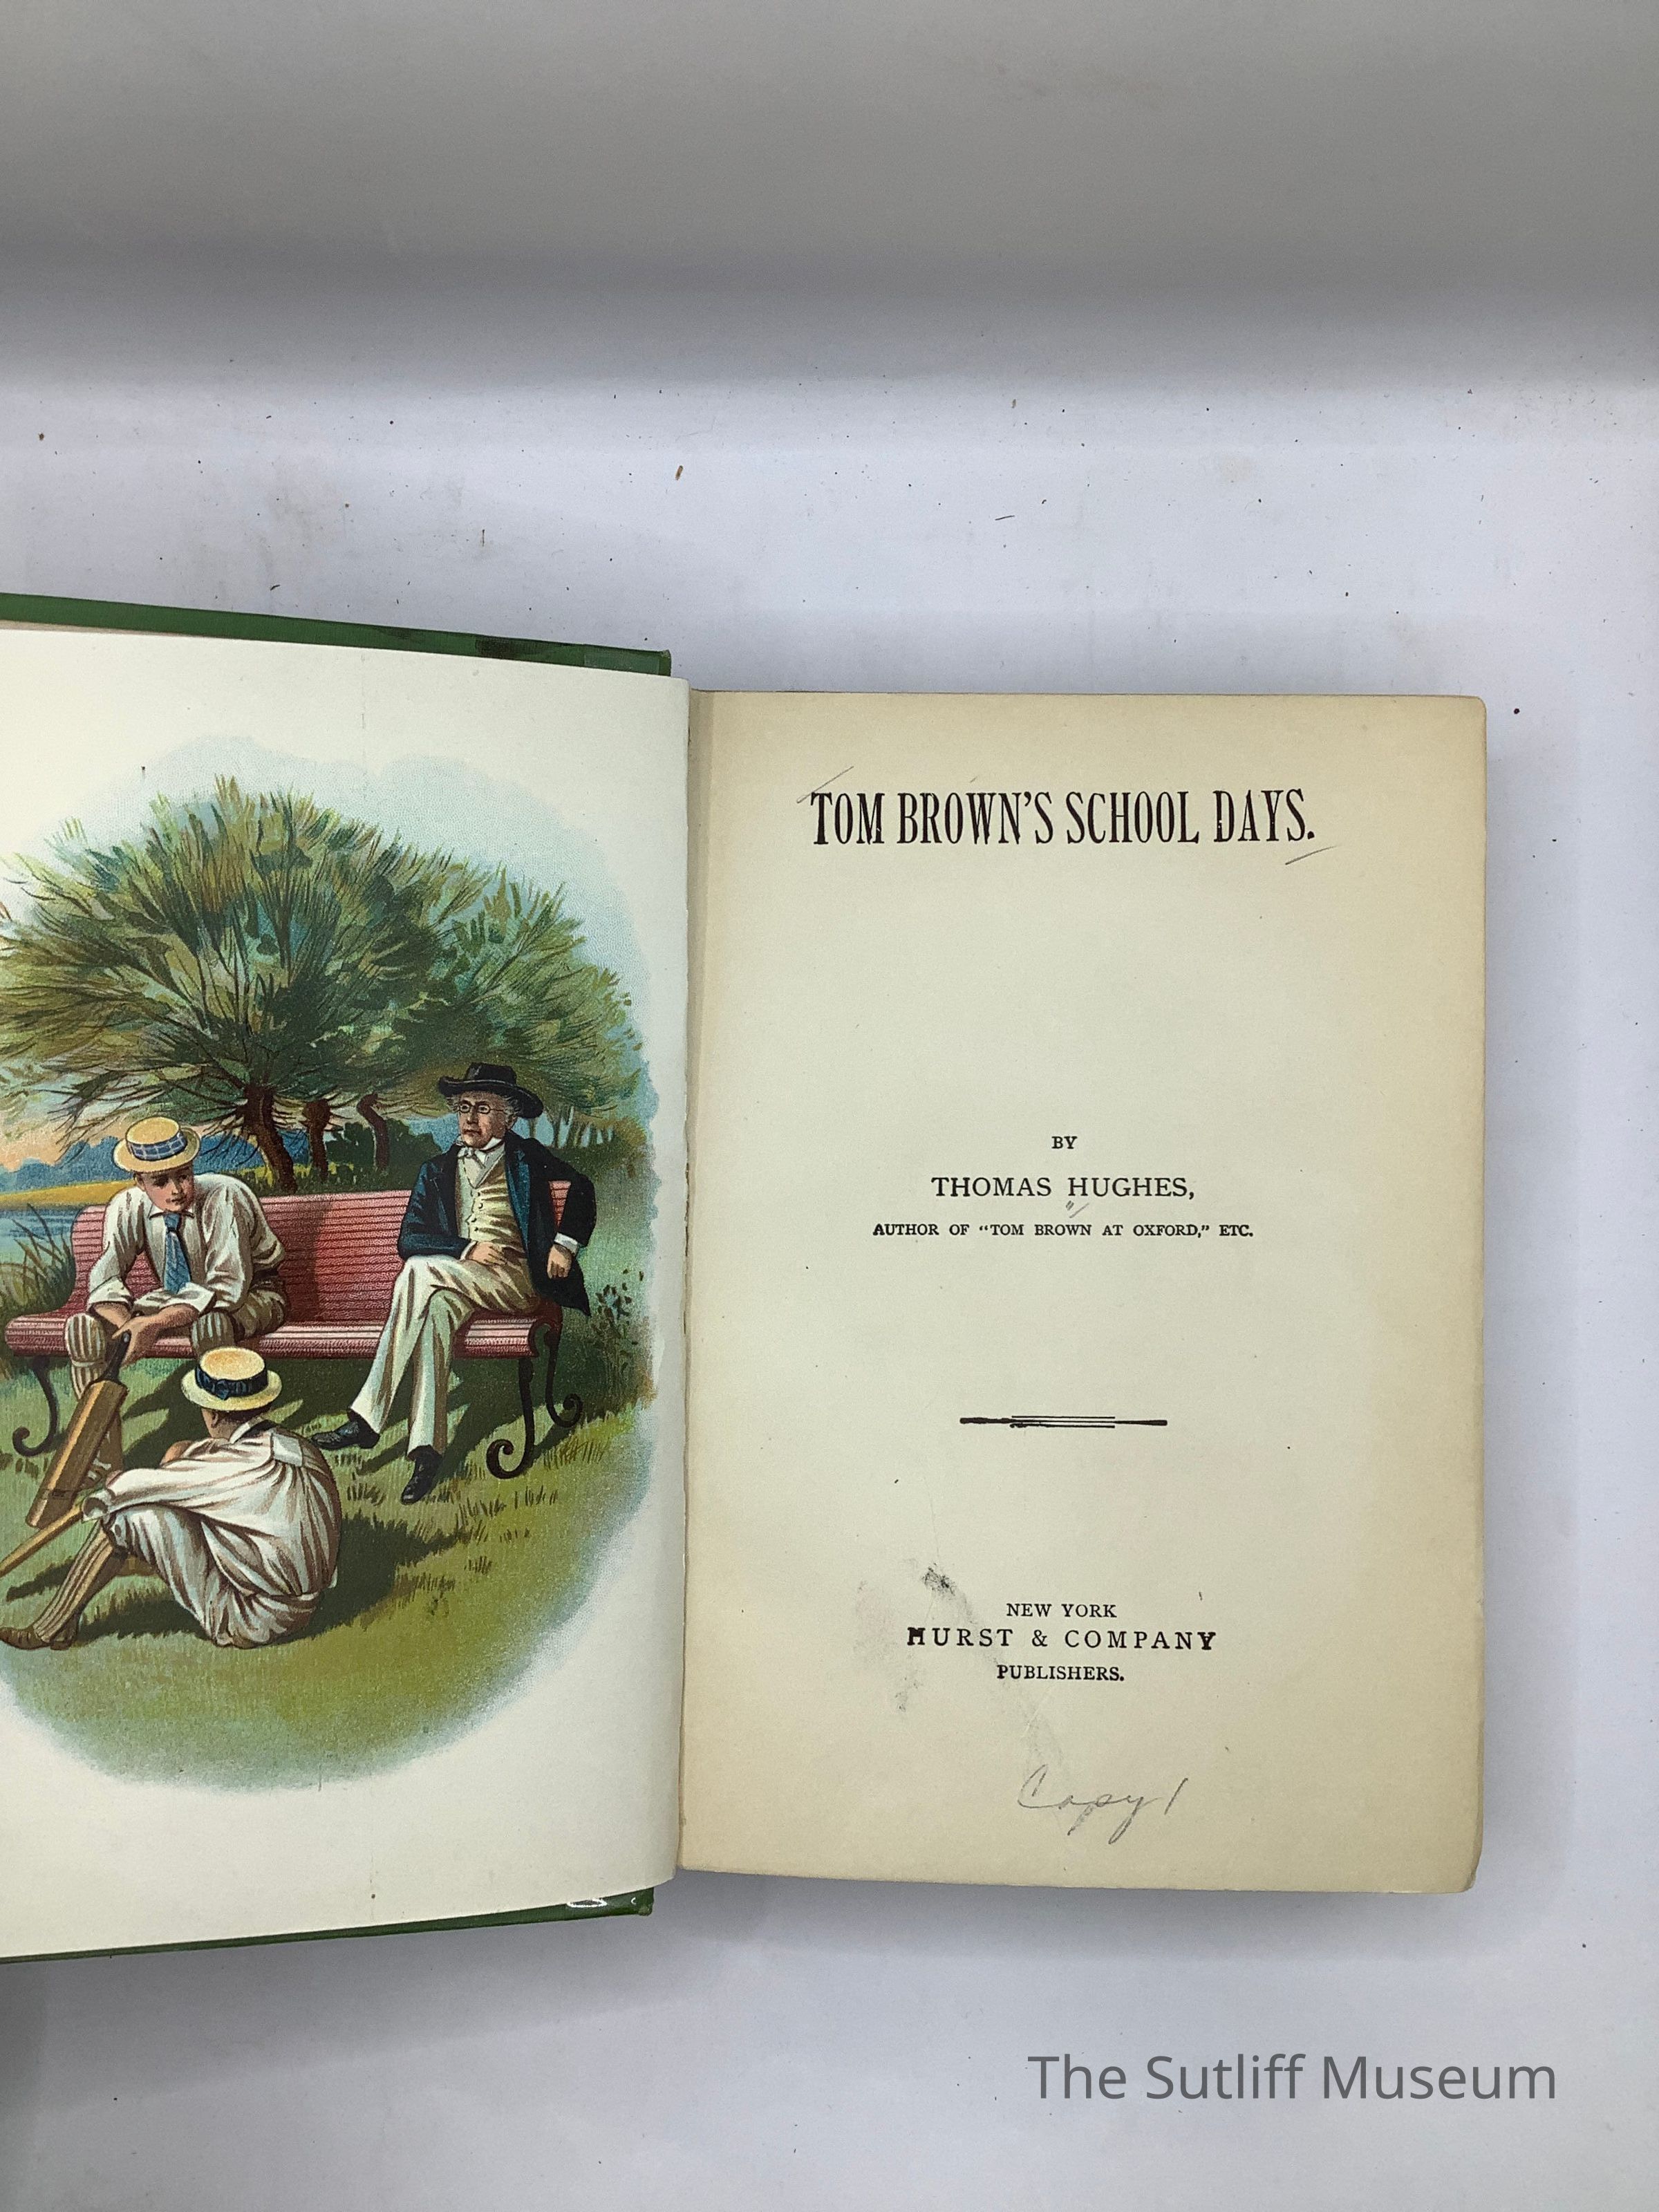 TOM BROWN'S SCHOOL DAYS.
BY
THOMAS HUGHES,
AUTHOR OF "TOM BROWN AT OXFORD," ETC.
NEW YORK
HURST & COMPANY
PUBLISHERS.
Copy 1
The Sutliff Museum